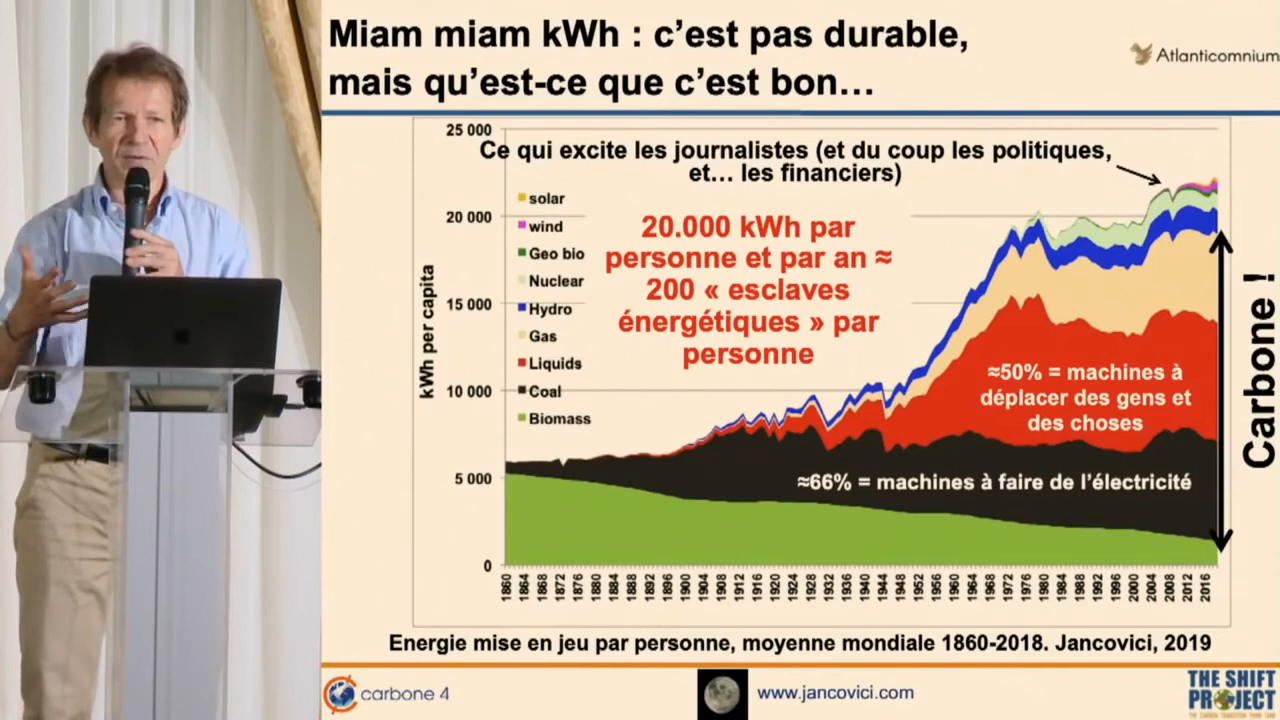 Miam miam kWh : c’est pas durable,
mais qu’est-ce que c’est bon…
Atlanticomnium
25 000
Ce qui excite les journalistes (et du coup les politiques,
et… les financiers)
solar
20 000
wind
20.000 kWh par
personne et par an ≈
200 « esclaves
énergétiques » par
personne
Geo bio
Nuclear
15 000
Hydro
Gas
Liquids
10 000
Coal
Biomass
kWh per capita
≈50% = machines à
déplacer des gens et
des choses
Carbone !
5 000
≈66% = machines à faire de l’électricité
0
1860 1864 1868 1872 1876 1880 1884 1888 1892 1896 1900 1904 1908 1912 1916 1920 1924 1928 1932 1936 1940 1944 1948 1952 1956 1960 1964 1968 1972 1976 1980 1984 1988 1992 1996 2000 2004 2008 2012 2016
Energie mise en jeu par personne, moyenne mondiale 1860-2018. Jancovici, 2019
carbone 4
www.jancovici.com
THE SHIFT
PROJECT